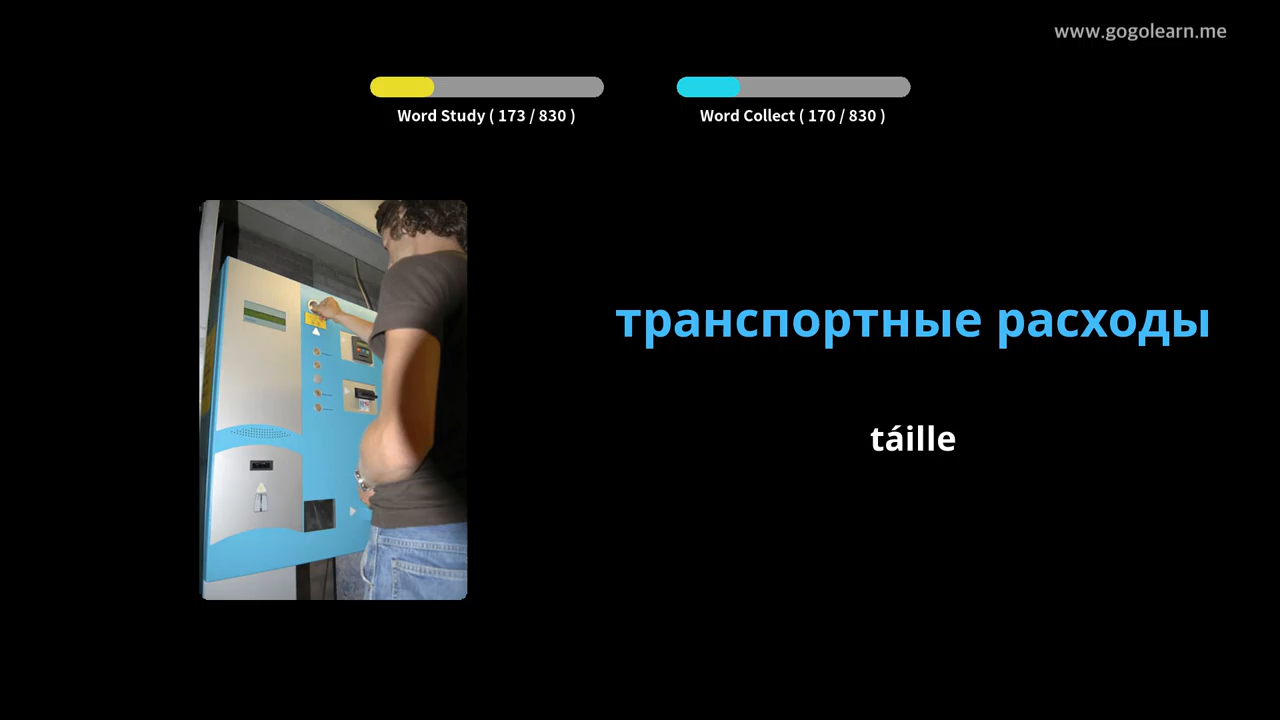 www.gogolearn.me
Word Study ( 173 / 830 )
Word Collect ( 170 / 830 )
транспортные расходы
táille